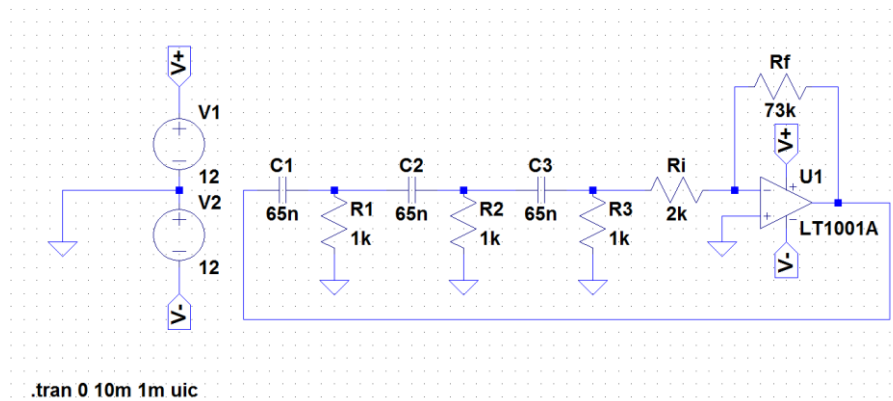 V+
V1
12
V2
12
V-
C1
65n
R1
1k
C2
65n
R2
1k
C3
65n
R3
1k
Ri
2k
Rf
73k
V+
U1
LT1001A
V-
.tran 0 10m 1m uic